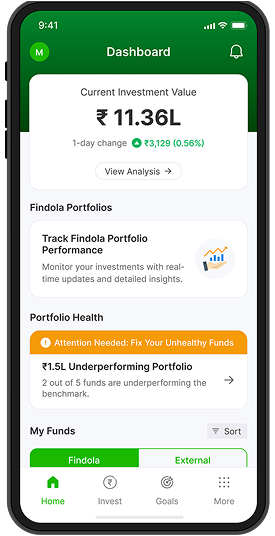 9:41
M
Dashboard
Current Investment Value
₹ 11.36L
1-day change ₹3,129 (0.56%)
View Analysis →
Findola Portfolios
Track Findola Portfolio
Performance
Monitor your investments with real-
time updates and detailed insights.
Portfolio Health
Attention Needed: Fix Your Unhealthy Funds
₹1.5L Underperforming Portfolio
2 out of 5 funds are underperforming the
benchmark.
My Funds
Sort
Findola
External
Home
Invest
Goals
More